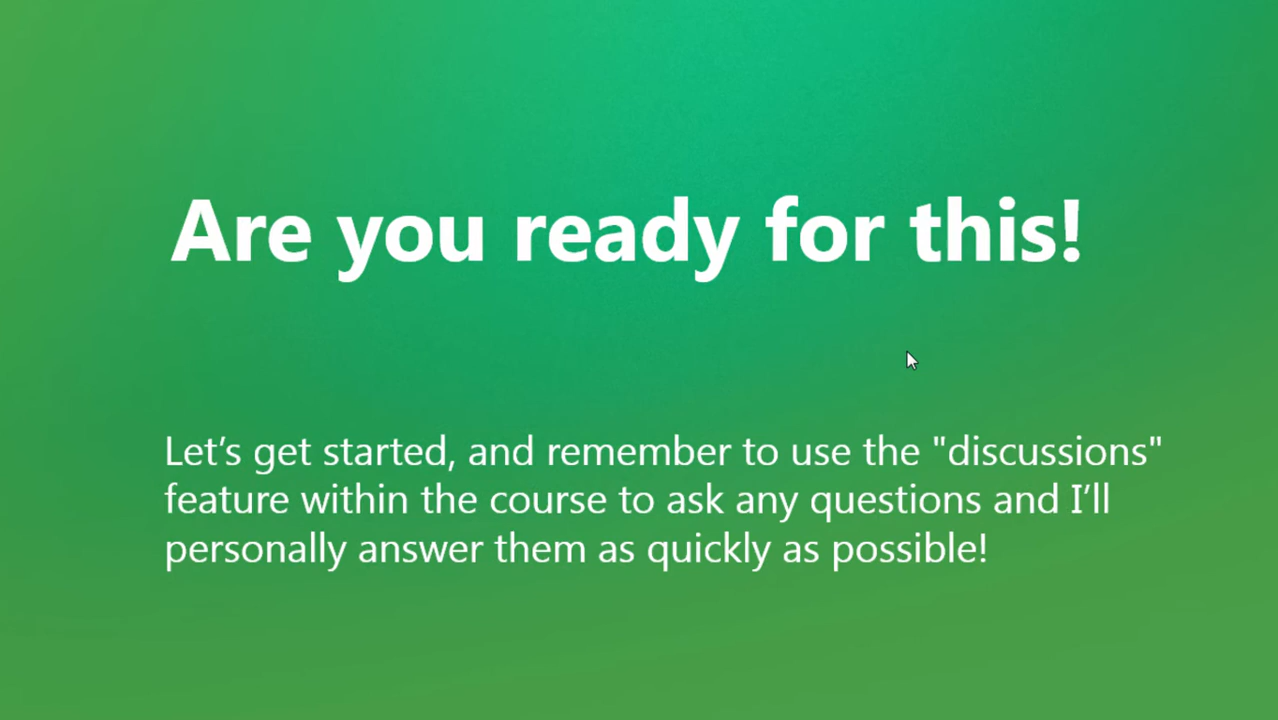 Are you ready for this!
Let’s get started, and remember to use the "discussions"
feature within the course to ask any questions and I’ll
personally answer them as quickly as possible!